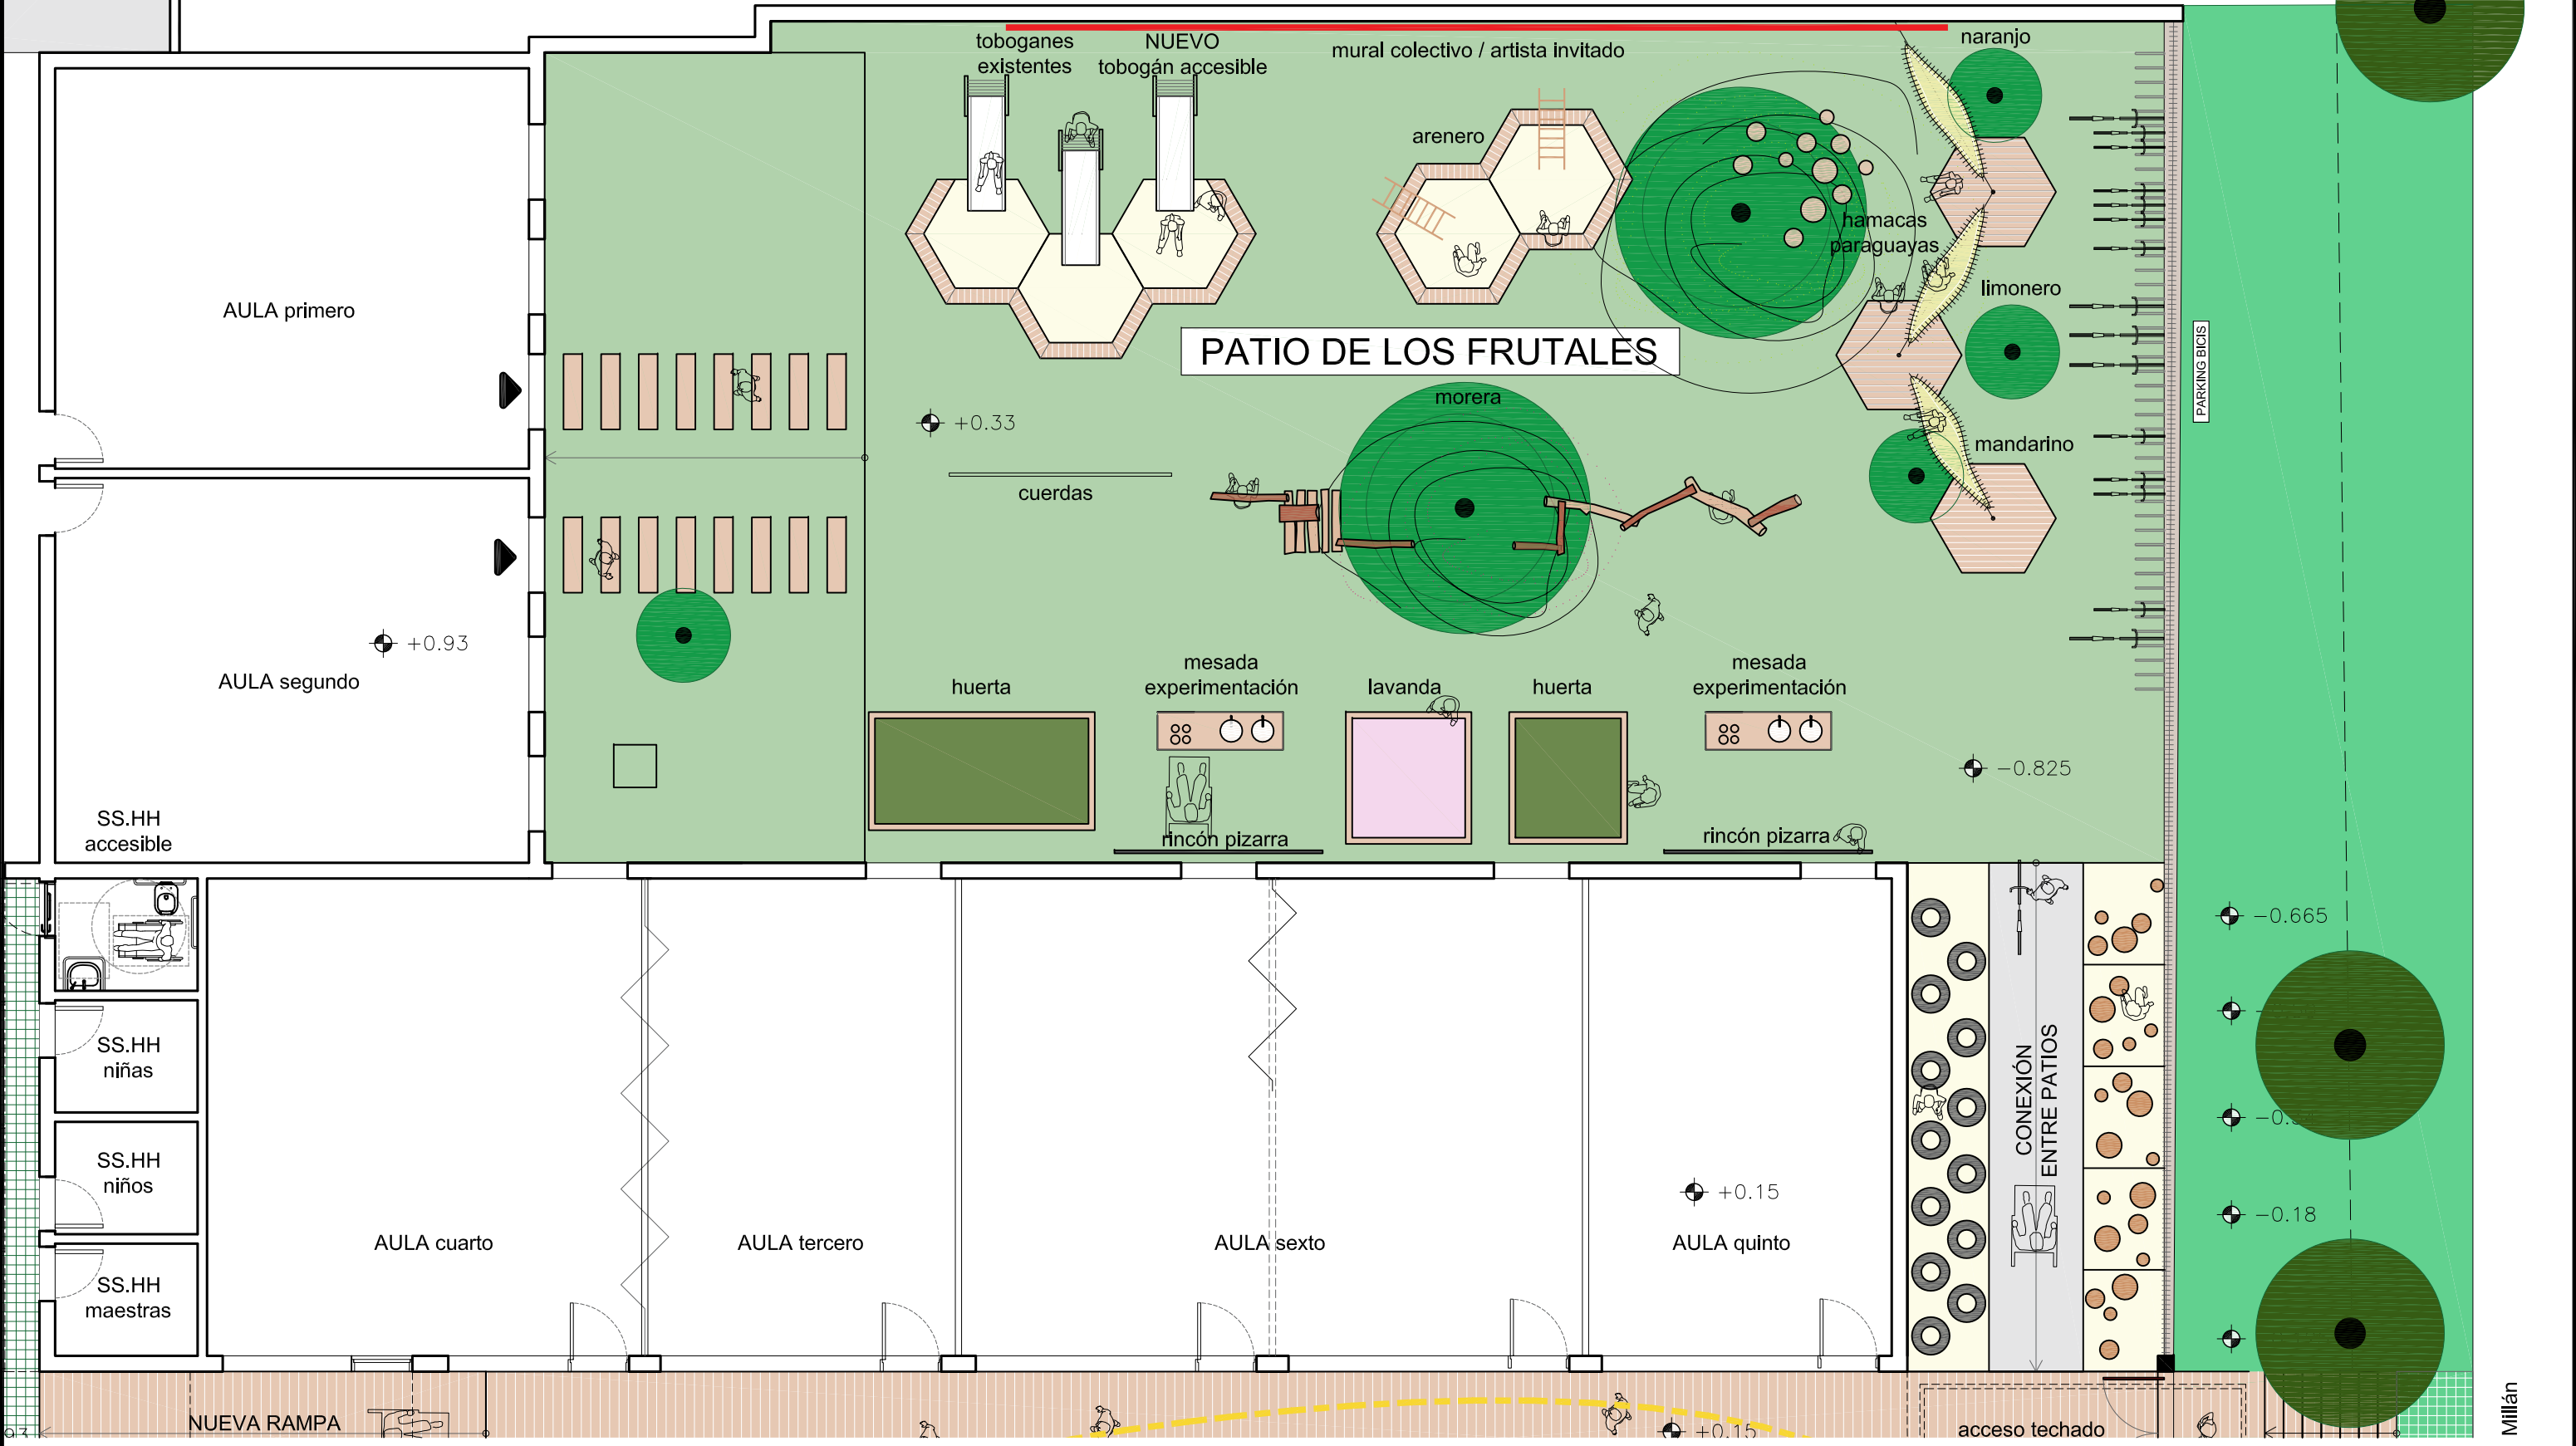 toboganes
existentes
NUEVO
tobogán accesible
mural colectivo / artista invitado
naranjo
arenero
hamacas
paraguayas
limonero
AULA primero
PATIO DE LOS FRUTALES
PARKING BICIS
morera
+0.33
mandarino
cuerdas
+0.93
AULA segundo
huerta
mesada
experimentación
lavanda
huerta
mesada
experimentación
-0.825
SS.HH
accesible
rincón pizarra
rincón pizarra
-0.665
SS.HH
niñas
CONEXIÓN
ENTRE PATIOS
SS.HH
niños
+0.15
-0.18
AULA cuarto
AULA tercero
AULA sexto
AULA quinto
SS.HH
maestras
NUEVA RAMPA
+0.15
acceso techado
Millán